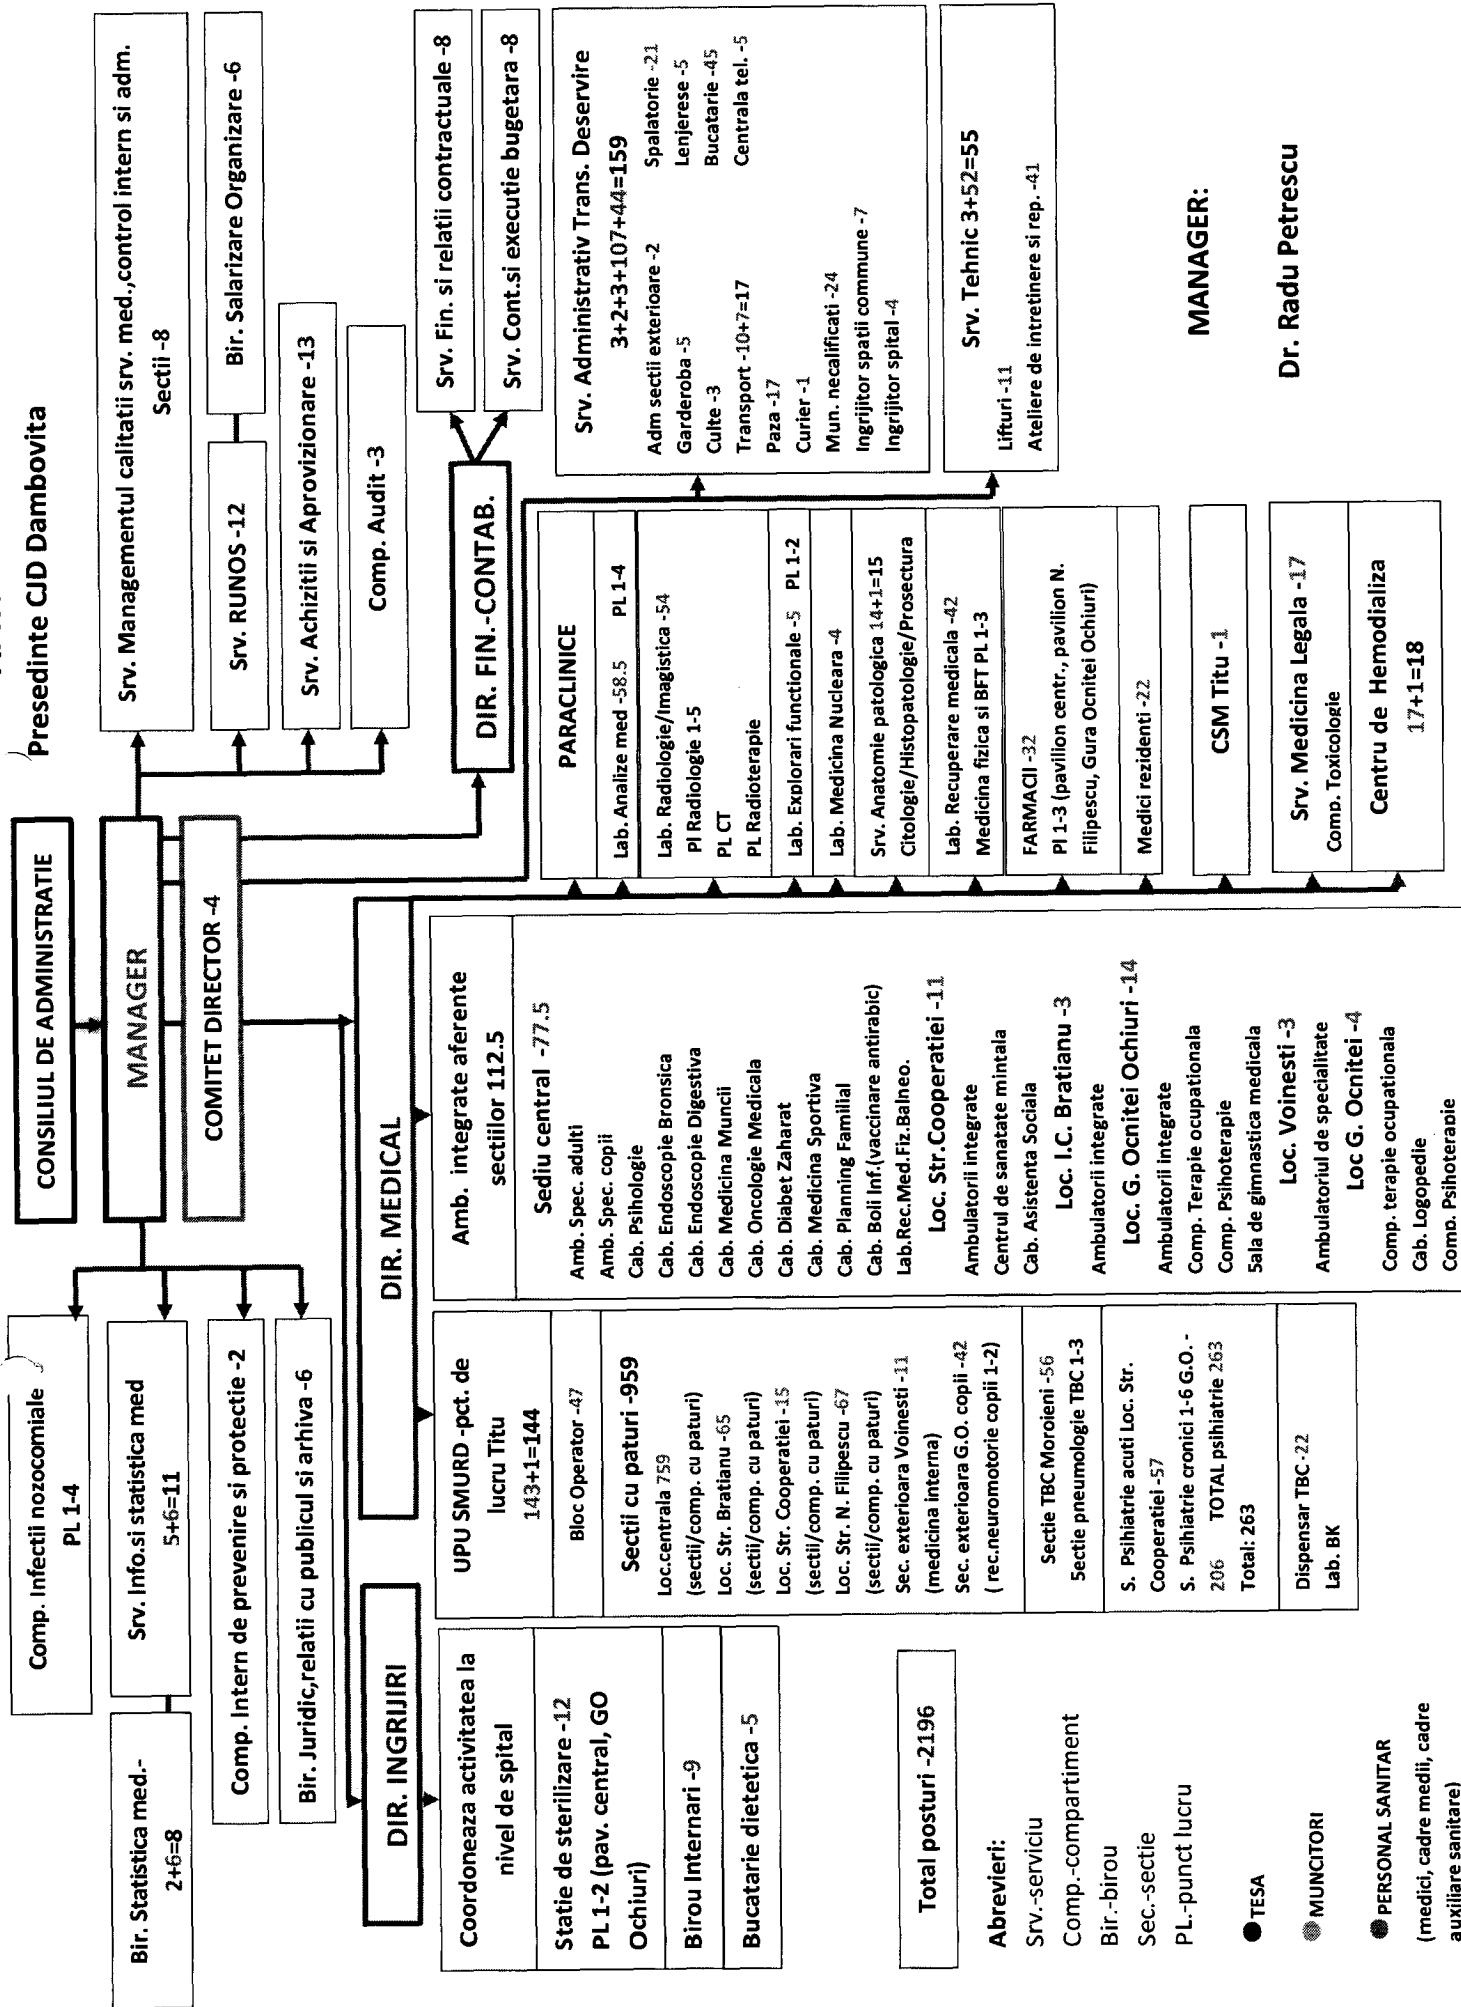 Presedinte CJD Dambovita
CONSILIUL DE ADMINISTRATIE
MANAGER
COMITET DIRECTOR -4
Comp. Infectii nozocomiale
PL 1-4
Bir. Statistica med.-
2+6=8
Srv. Info.si statistica med
5+6=11
Comp. Intern de prevenire si protectie -2
Bir. Juridic,relatii cu publicul si arhiva -6
Srv. Managementul calitatii srv. med.,control intern si adm.
Sectii -8
Srv. RUNOS -12
Bir. Salarizare Organizare -6
Srv. Achizitii si Aprovizionare -13
Comp. Audit -3
DIR. INGRIJIRI
DIR. MEDICAL
DIR. FIN.-CONTAB.
Srv. Fin. si relatii contractuale -8
Srv. Cont.si executie bugetara -8
Coordoneaza activitatea la
nivel de spital
Statie de sterilizare -12
PL 1-2 (pav. central, GO
Ochiuri)
Birou Internari -9
Bucatarie dietetica -5
UPU SMURD -pct. de
lucru Titu
143+1=144
Bloc Operator -47
Sectii cu paturi -959
Loc.centrala 759
(sectii/comp. cu paturi)
Loc. Str. Bratianu -65
(sectii/comp. cu paturi)
Loc. Str. Cooperatiei -15
(sectii/comp. cu paturi)
Loc. Str. N. Filipescu -67
(sectii/comp. cu paturi)
Sec. exterioara Voinesti -11
(medicina interna)
Sec. exterioara G.O. copii -42
( rec.neuromotorie copii 1-2)
Sectie TBC Moroieni -56
Sectie pneumologie TBC 1-3
S. Psihiatrie acuti Loc. Str.
Cooperatiei -57
S. Psihiatrie cronici 1-6 G.O. -
206 TOTAL psihiatrie 263
Total: 263
Dispensar TBC -22
Lab. BK
Amb. integrate aferente
sectiilor 112.5
Sediu central -77.5
Amb. Spec. adulti
Amb. Spec. copii
Cab. Psihologie
Cab. Endoscopie Bronsica
Cab. Endoscopie Digestiva
Cab. Medicina Muncii
Cab. Oncologie Medicala
Cab. Diabet Zaharat
Cab. Medicina Sportiva
Cab. Planning Familial
Cab. Boli Inf.(vaccinare antirabic)
Lab.Rec.Med.Fiz.Balneo.
Loc. Str.Cooperatiei -11
Ambulatorii integrate
Centrul de sanatate mintala
Cab. Asistenta Sociala
Loc. I.C. Bratianu -3
Ambulatorii integrate
Loc. G. Ocnitei Ochiuri -14
Ambulatorii integrate
Comp. Terapie ocupationala
Comp. Psihoterapie
Sala de gimnastica medicala
Loc. Voinesti -3
Ambulatoriul de specialitate
Loc G. Ocnitei -4
Comp. terapie ocupationala
Cab. Logopedie
Comp. Psihoterapie
PARACLINICE
Lab. Analize med -58.5 PL 1-4
Lab. Radiologie/Imagistica -54
Pl Radiologie 1-5
PL CT
PL Radioterapie
Lab. Explorari functionale -5 PL 1-2
Lab. Medicina Nucleara -4
Srv. Anatomie patologica 14+1=15
Citologie/Histopatologie/Prosectura
Lab. Recuperare medicala -42
Medicina fizica si BFT PL 1-3
FARMACII -32
Pl 1-3 (pavilion centr., pavilion N.
Filipescu, Gura Ocnitei Ochiuri)
Medici rezidenti -22
CSM Titu -1
Srv. Medicina Legala -17
Comp. Toxicologie
Centru de Hemodializa
17+1=18
Srv. Administrativ Trans. Deservire
3+2+3+107+44=159
Adm sectii exterioare -2 Spalatorie -21
Garderoba -5 Lenjerese -5
Culte -3 Bucatarie -45
Transport -10+7=17 Centrala tel. -5
Paza -17
Curier -1
Mun. necalificati -24
Ingrijitor spatii commune -7
Ingrijitor spital -4
Srv. Tehnic 3+52=55
Lifturi -11
Ateliere de intretinere si rep. -41
Total posturi -2196
Abrevieri:
Srv.-serviciu
Comp.-compartiment
Bir.-birou
Sec.-sectie
PL.-punct lucru
TESA
MUNCITORI
PERSONAL SANITAR
(medici, cadre medii, cadre
auxiliare sanitare)
MANAGER:
Dr. Radu Petrescu